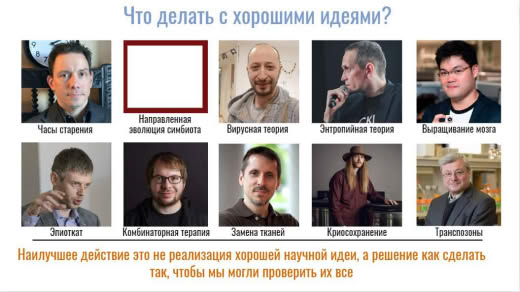 Что делать с хорошими идеями?
Часы старения
Направленная
эволюция симбиота
Вирусная теория
Энтропийная теория
Выращивание мозга
Эпиоткат
Комбинаторная терапия
Замена тканей
Криосохранение
Транспозоны
Наилучшее действие это не реализация хорошей научной идеи, а решение как сделать
так, чтобы мы могли проверить их все